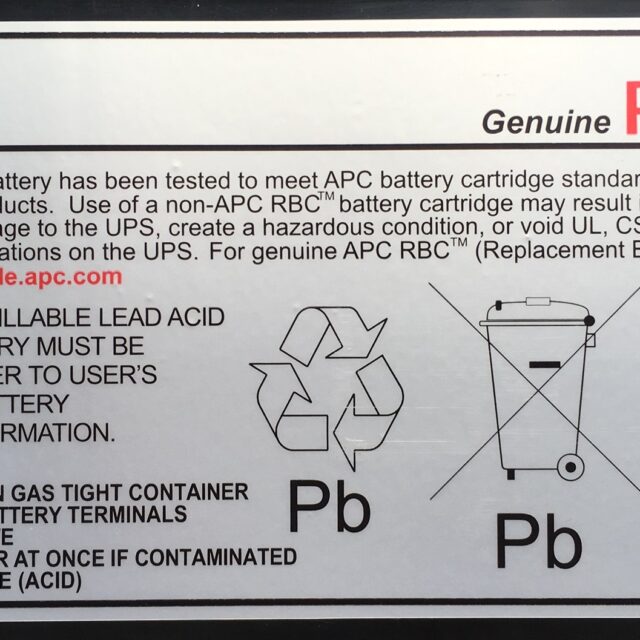 Genuine R
attery has been tested to meet APC battery cartridge standar
ducts. Use of a non-APC RBC™ battery cartridge may result i
age to the UPS, create a hazardous condition, or void UL, CS
ations on the UPS. For genuine APC RBC™ (Replacement B
le.apc.com
ILLABLE LEAD ACID
RY MUST BE
ER TO USER'S
TTERY
RMATION.
N GAS TIGHT CONTAINER
TTERY TERMINALS
E
R AT ONCE IF CONTAMINATED
E (ACID)
Pb
Pb